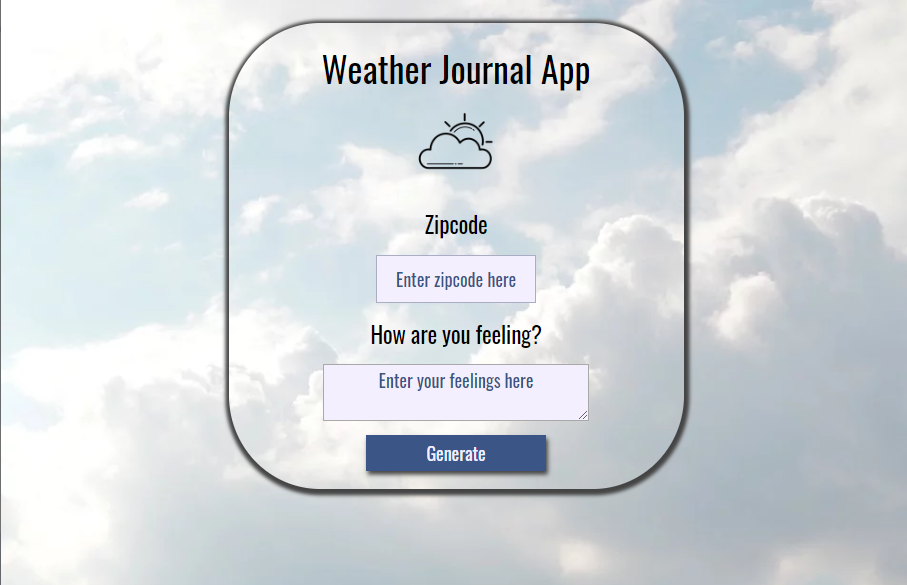 Weather Journal App
Zipcode
Enter zipcode here
How are you feeling?
Enter your feelings here
Generate